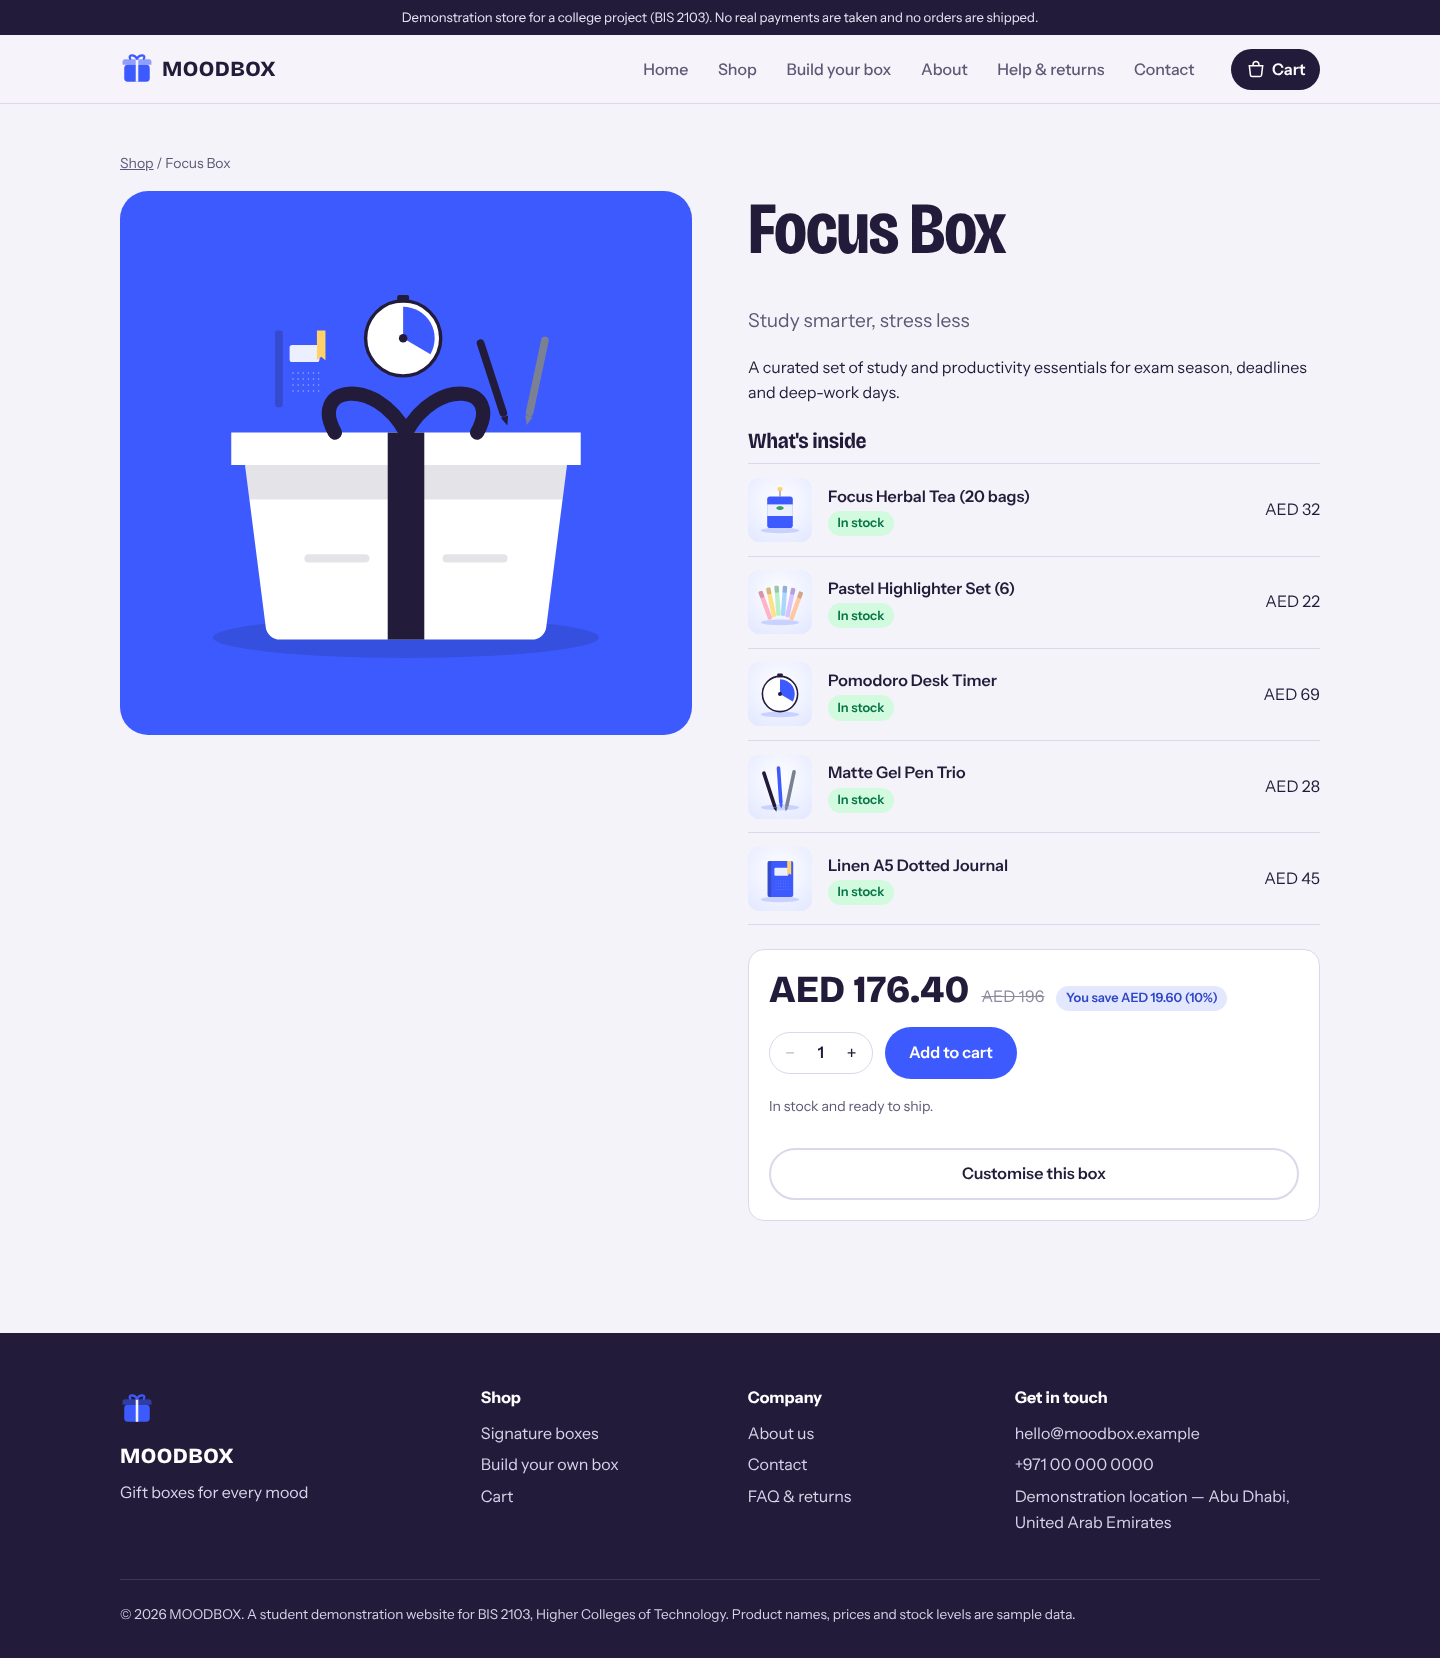 Demonstration store for a college project (BIS 2103). No real payments are taken and no orders are shipped.
MOODBOX
Home
Shop
Build your box
About
Help & returns
Contact
Cart
Shop / Focus Box
Focus Box
Study smarter, stress less
A curated set of study and productivity essentials for exam season, deadlines
and deep-work days.
What's inside
Focus Herbal Tea (20 bags)
In stock
AED 32
Pastel Highlighter Set (6)
In stock
AED 22
Pomodoro Desk Timer
In stock
AED 69
Matte Gel Pen Trio
In stock
AED 28
Linen A5 Dotted Journal
In stock
AED 45
AED 176.40 AED 196 You save AED 19.60 (10%)
− 1 + Add to cart
In stock and ready to ship.
Customise this box
MOODBOX
Gift boxes for every mood
Shop
Signature boxes
Build your own box
Cart
Company
About us
Contact
FAQ & returns
Get in touch
hello@moodbox.example
+971 00 000 0000
Demonstration location — Abu Dhabi,
United Arab Emirates
© 2026 MOODBOX. A student demonstration website for BIS 2103, Higher Colleges of Technology. Product names, prices and stock levels are sample data.